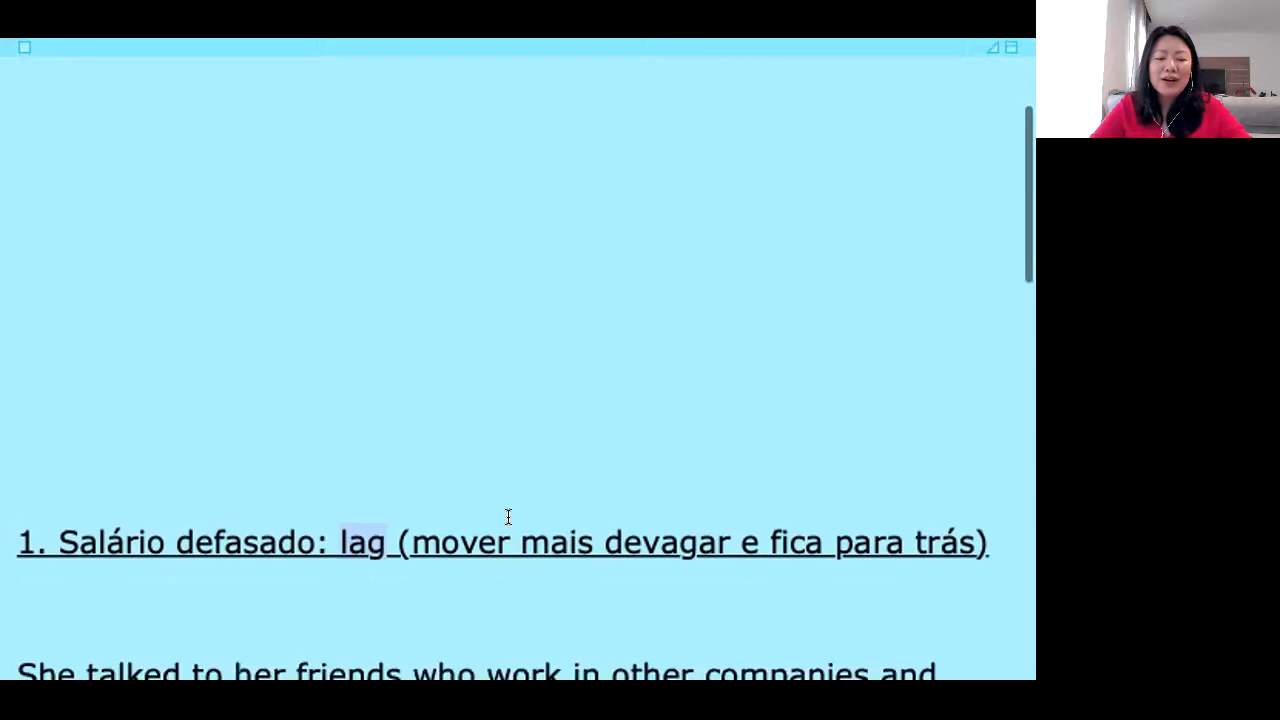 1. Salário defasado: lag (mover mais devagar e fica para trás)
She talked to her friends who work in other companies and